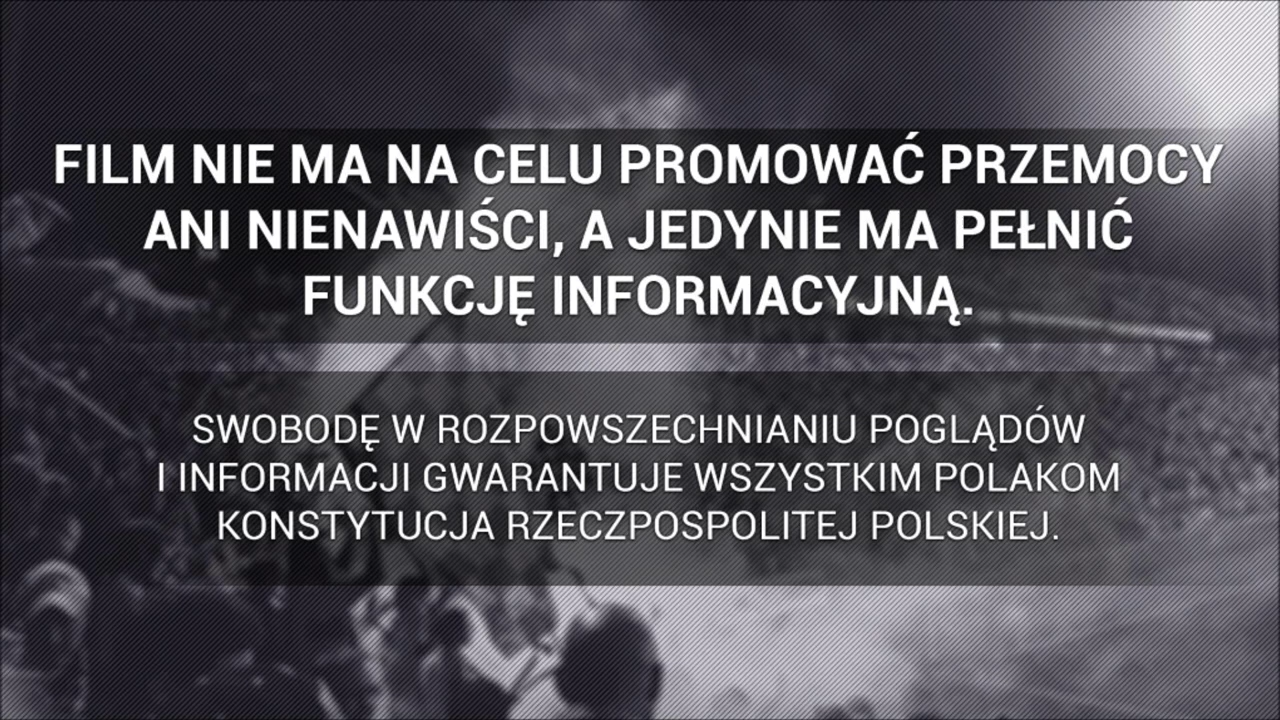 FILM NIE MA NA CELU PROMOWAĆ PRZEMOCY
ANI NIENAWIŚCI, A JEDYNIE MA PEŁNIĆ
FUNKCJĘ INFORMACYJNĄ.
SWOBODĘ W ROZPOWSZECHNIANIU POGLĄDÓW
I INFORMACJI GWARANTUJE WSZYSTKIM POLAKOM
KONSTYTUCJA RZECZPOSPOLITEJ POLSKIEJ.